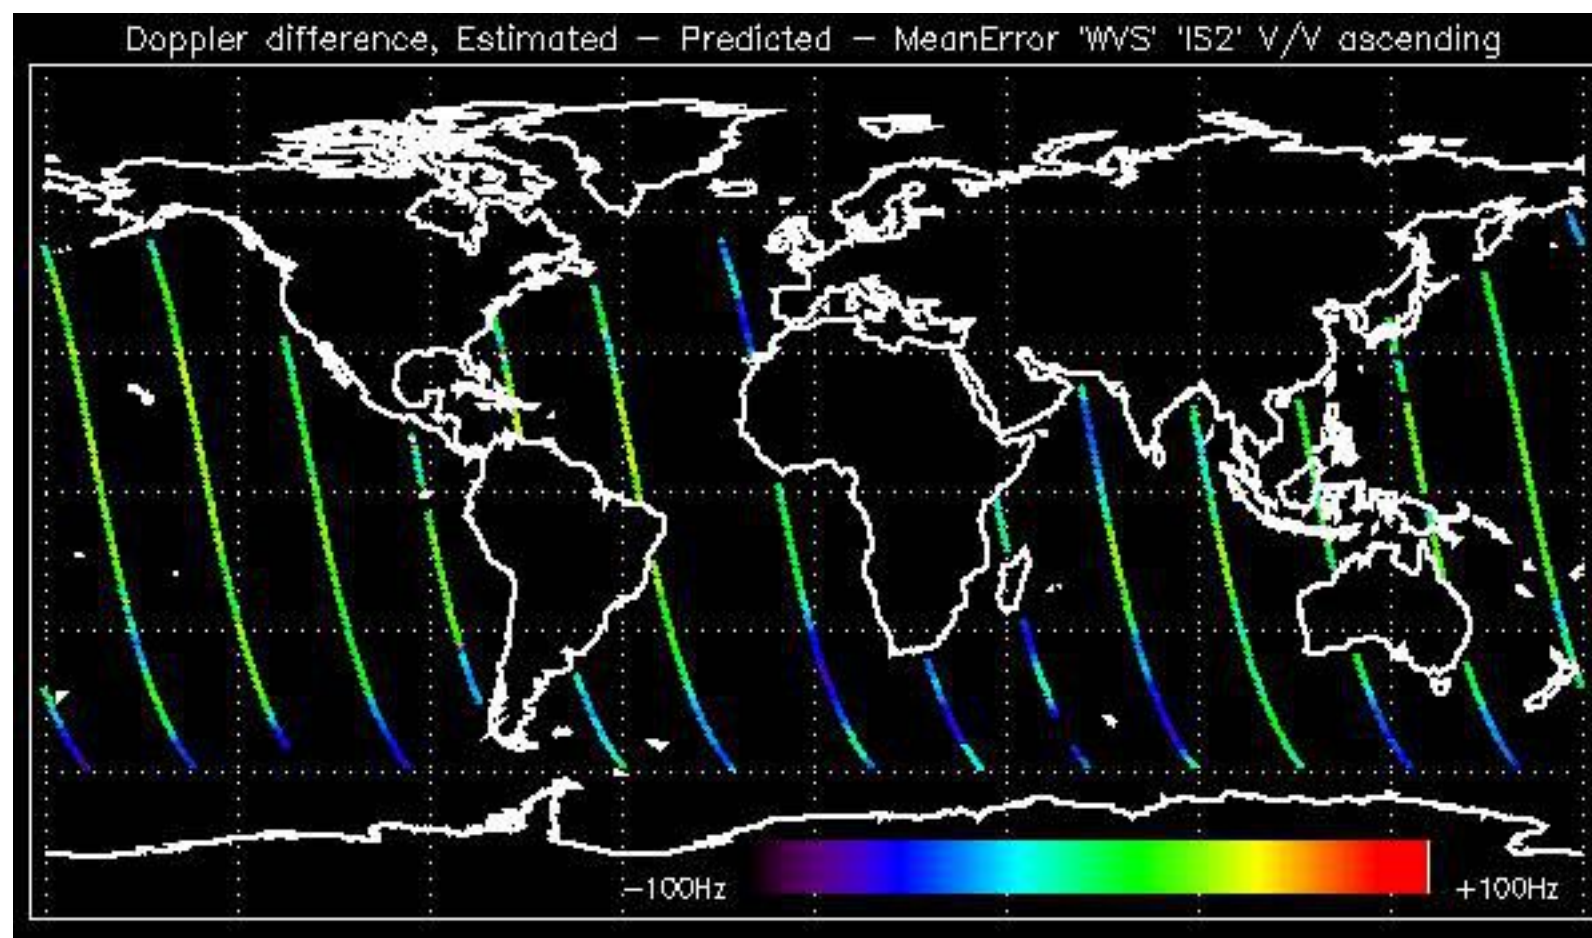 Doppler difference, Estimated – Predicted – MeanError 'WVS' 'IS2' V/V ascending
–100Hz +100Hz